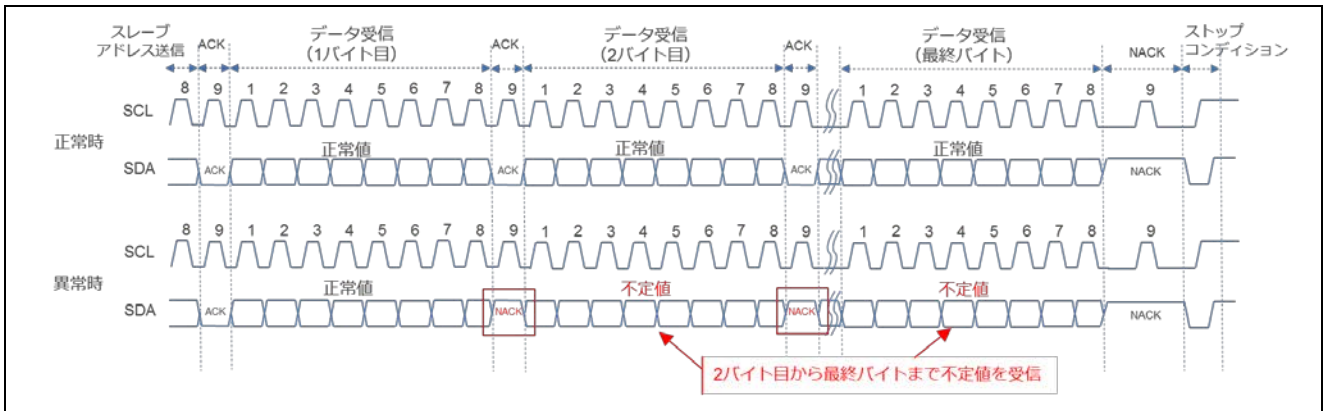 スレーブ
アドレス送信
ACK
データ受信
(1バイト目)
ACK
データ受信
(2バイト目)
ACK
データ受信
(最終バイト)
NACK
ストップ
コンディション
正常時
SCL
8 9 1 2 3 4 5 6 7 8 9 1 2 3 4 5 6 7 8 9 1 2 3 4 5 6 7 8 9
正常値 正常値 正常値
SDA
ACK ACK ACK NACK
異常時
SCL
8 9 1 2 3 4 5 6 7 8 9 1 2 3 4 5 6 7 8 9 1 2 3 4 5 6 7 8 9
正常値 不定値 不定値
SDA
ACK NACK NACK NACK
2バイト目から最終バイトまで不定値を受信